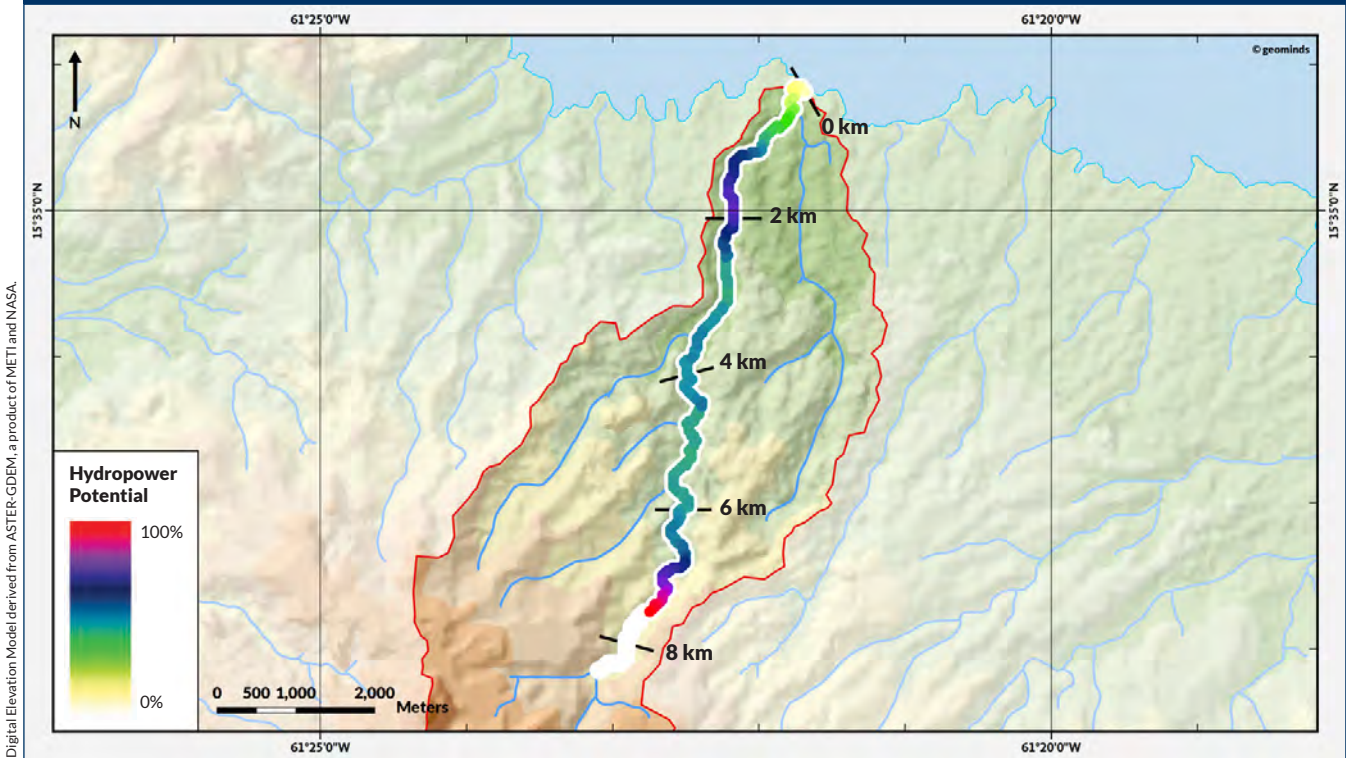 61°25'0"W
61°20'0"W
© geominds
N
0 km
15°35'0"N
2 km
15°35'0"N
4 km
6 km
8 km
Hydropower
Potential
100%
0%
0 500 1,000 2,000
Meters
61°25'0"W
61°20'0"W
Digital Elevation Model derived from ASTER-GDEM, a product of METI and NASA.